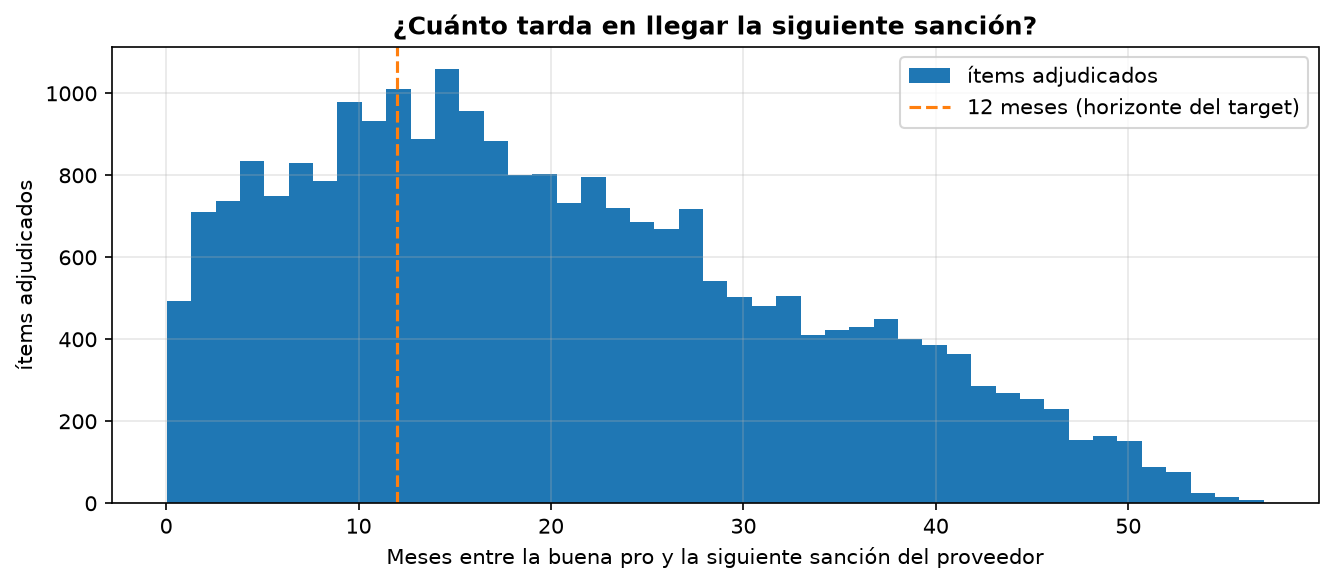 ¿Cuánto tarda en llegar la siguiente sanción?
ítems adjudicados
12 meses (horizonte del target)
ítems adjudicados
1000
800
600
400
200
0
0 10 20 30 40 50
Meses entre la buena pro y la siguiente sanción del proveedor